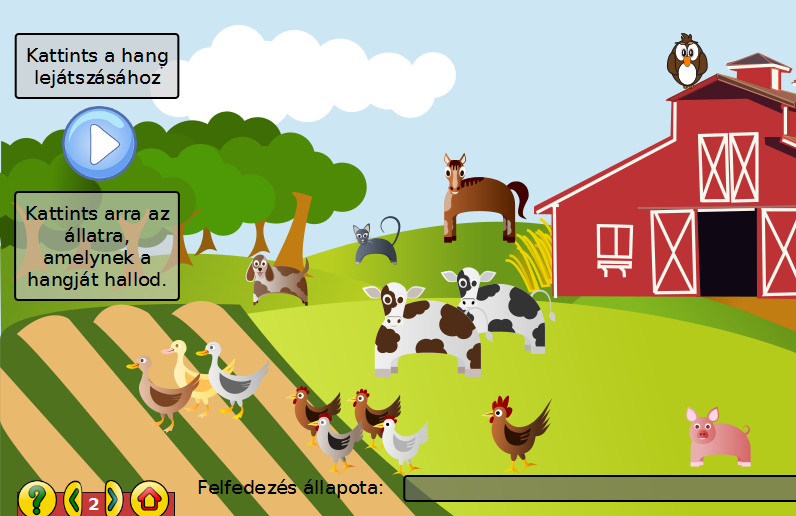 Kattints a hang
lejátszásához
Kattints arra az
állatra,
amelynek a
hangját hallod.
Felfedezés állapota:
? < 2 >